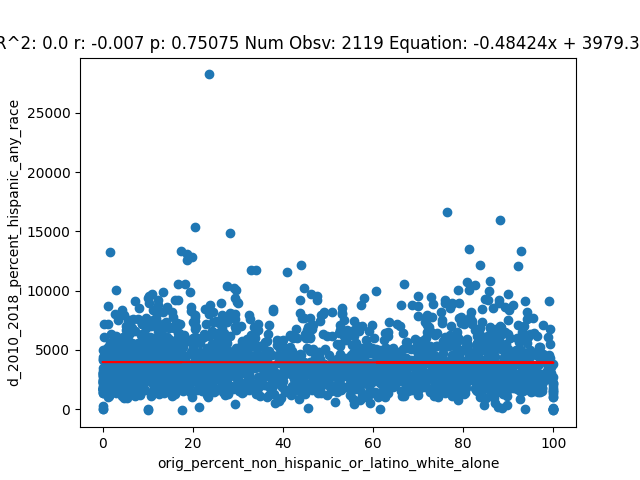 R^2: 0.0 r: -0.007 p: 0.75075 Num Obsv: 2119 Equation: -0.48424x + 3979.3
d_2010_2018_percent_hispanic_any_race
25000
20000
15000
10000
5000
0
0 20 40 60 80 100
orig_percent_non_hispanic_or_latino_white_alone